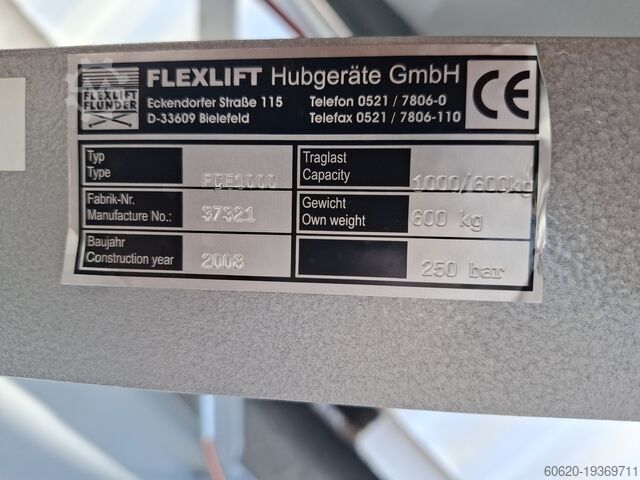 FLEXLIFT Hubgeräte GmbH
FLEXLIFT
FLUNDER
Eckendorfer Straße 115
D-33609 Bielefeld
Telefon 0521 / 7806-0
Telefax 0521 / 7806-110
CE
Typ
Type
Traglast
Capacity
1000/600kg
Fabrik-Nr.
Manufacture No.:
37321
Gewicht
Own weight
600 kg
Baujahr
Construction year
2008
250 bar
60620-19369711